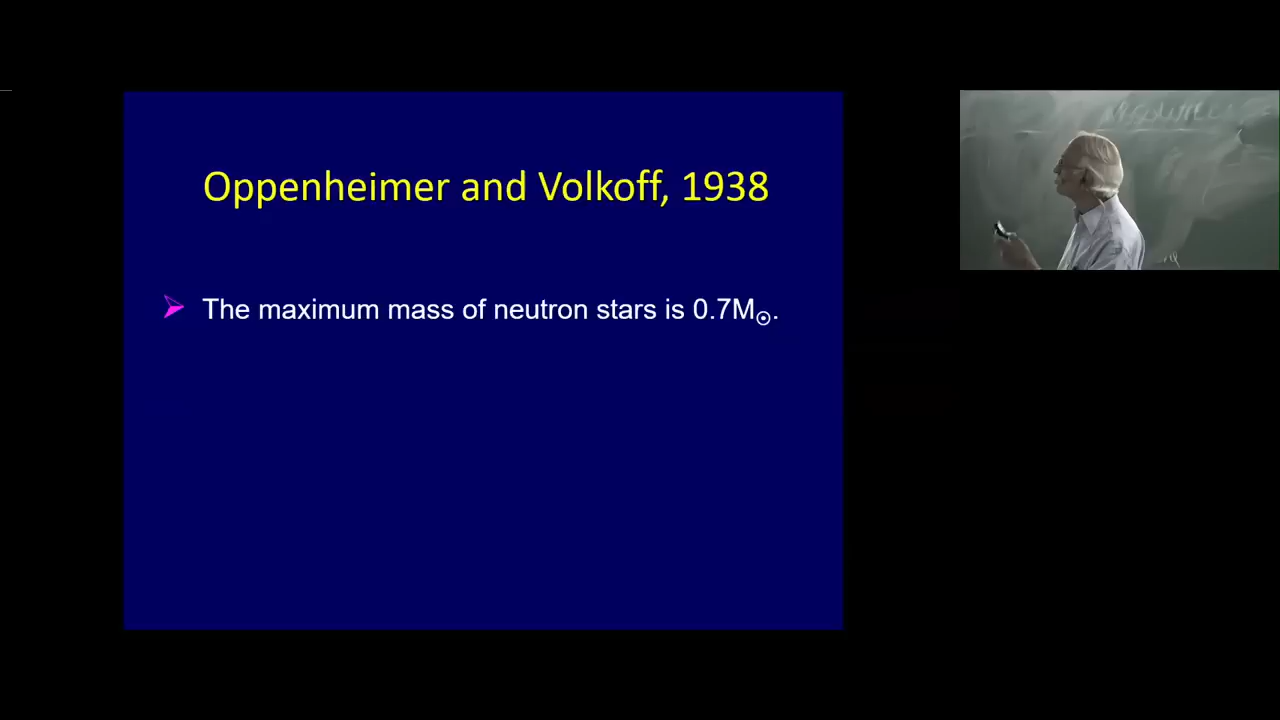 Oppenheimer and Volkoff, 1938
➢ The maximum mass of neutron stars is 0.7M☉.